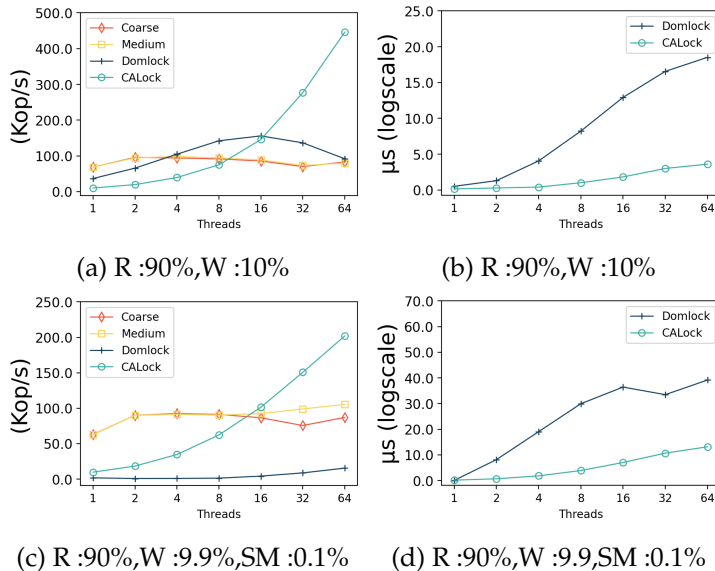 500.0
400.0
300.0
200.0
100.0
0.0
(Kop/s)
Coarse
Medium
Domlock
CALock
1 2 4 8 16 32 64
Threads
25.0
20.0
15.0
10.0
5.0
0.0
µs (logscale)
Domlock
CALock
1 2 4 8 16 32 64
Threads
(a) R :90%,W :10%
(b) R :90%,W :10%
250.0
200.0
150.0
100.0
50.0
0.0
(Kop/s)
Coarse
Medium
Domlock
CALock
1 2 4 8 16 32 64
Threads
70.0
60.0
50.0
40.0
30.0
20.0
10.0
0.0
µs (logscale)
Domlock
CALock
1 2 4 8 16 32 64
Threads
(c) R :90%,W :9.9%,SM :0.1%
(d) R :90%,W :9.9,SM :0.1%